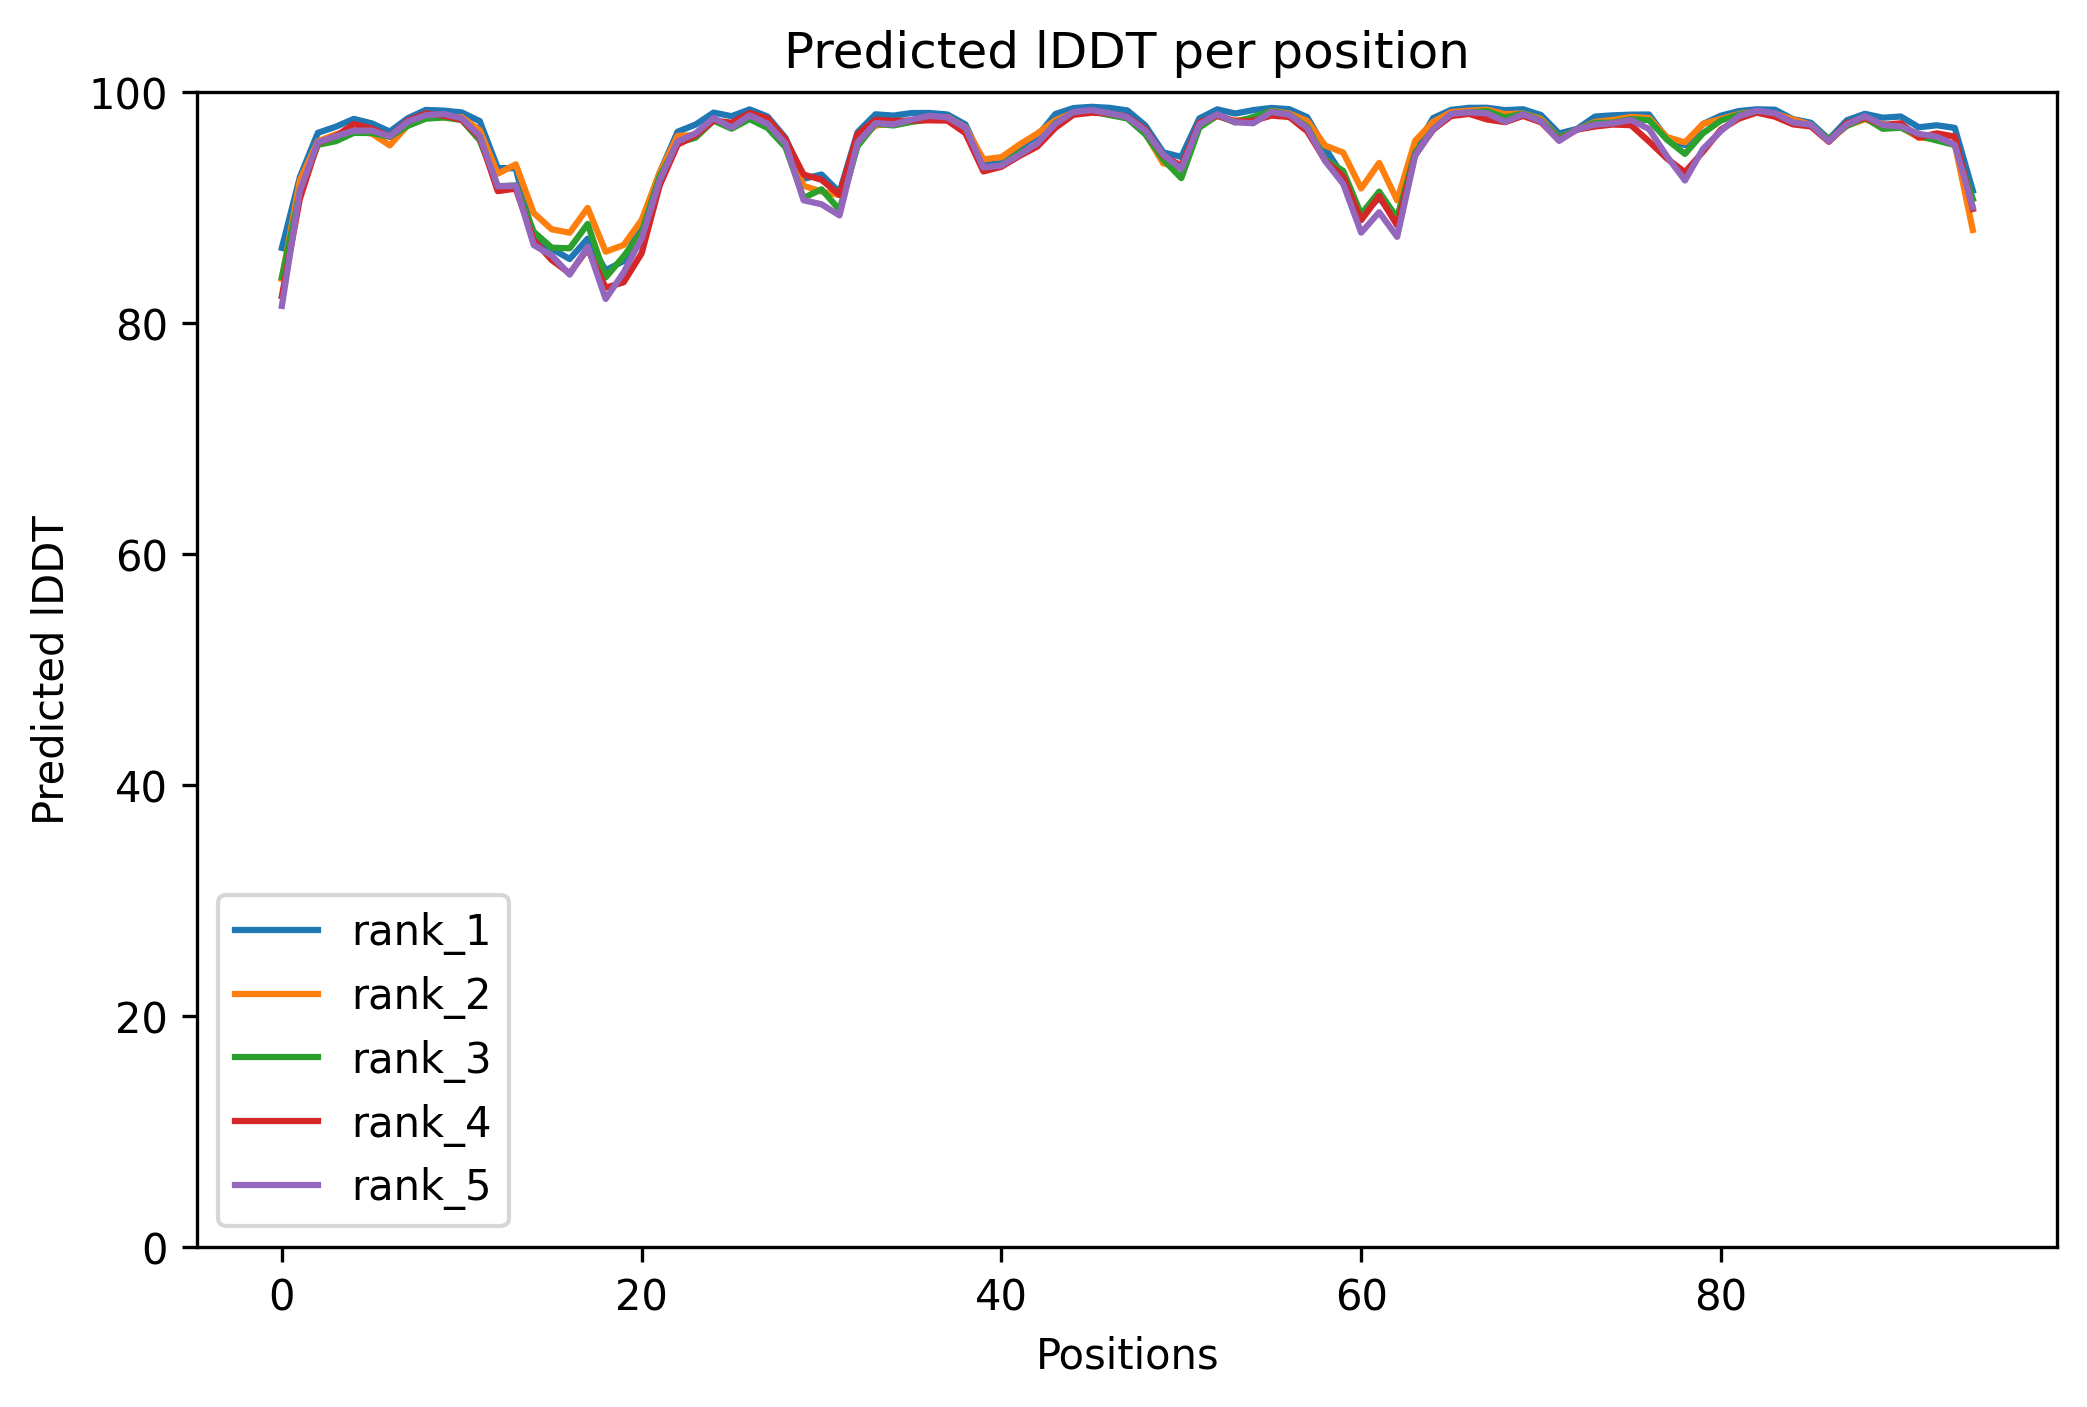 Predicted lDDT per position
100
80
60
40
20
0
Predicted lDDT
rank_1
rank_2
rank_3
rank_4
rank_5
0 20 40 60 80
Positions